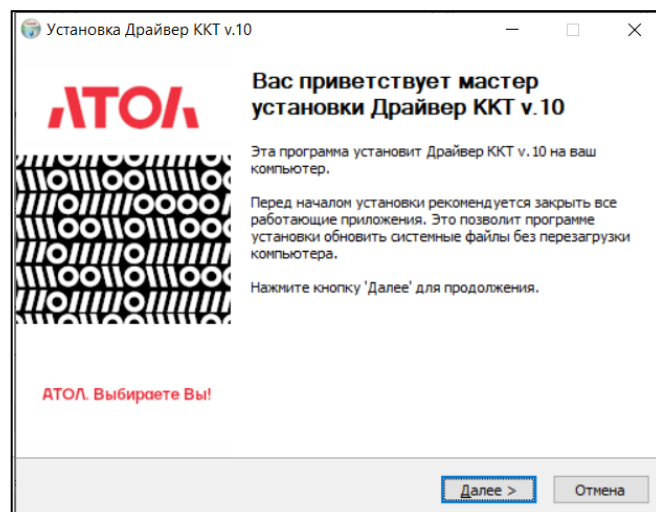 Установка Драйвер ККТ v.10
АТОЛ
Вас приветствует мастер
установки Драйвер ККТ v.10
Эта программа установит Драйвер ККТ v.10 на ваш
компьютер.
Перед началом установки рекомендуется закрыть все
работающие приложения. Это позволит программе
установки обновить системные файлы без перезагрузки
компьютера.
Нажмите кнопку 'Далее' для продолжения.
АТОЛ. Выбираете Вы!
Далее >
Отмена